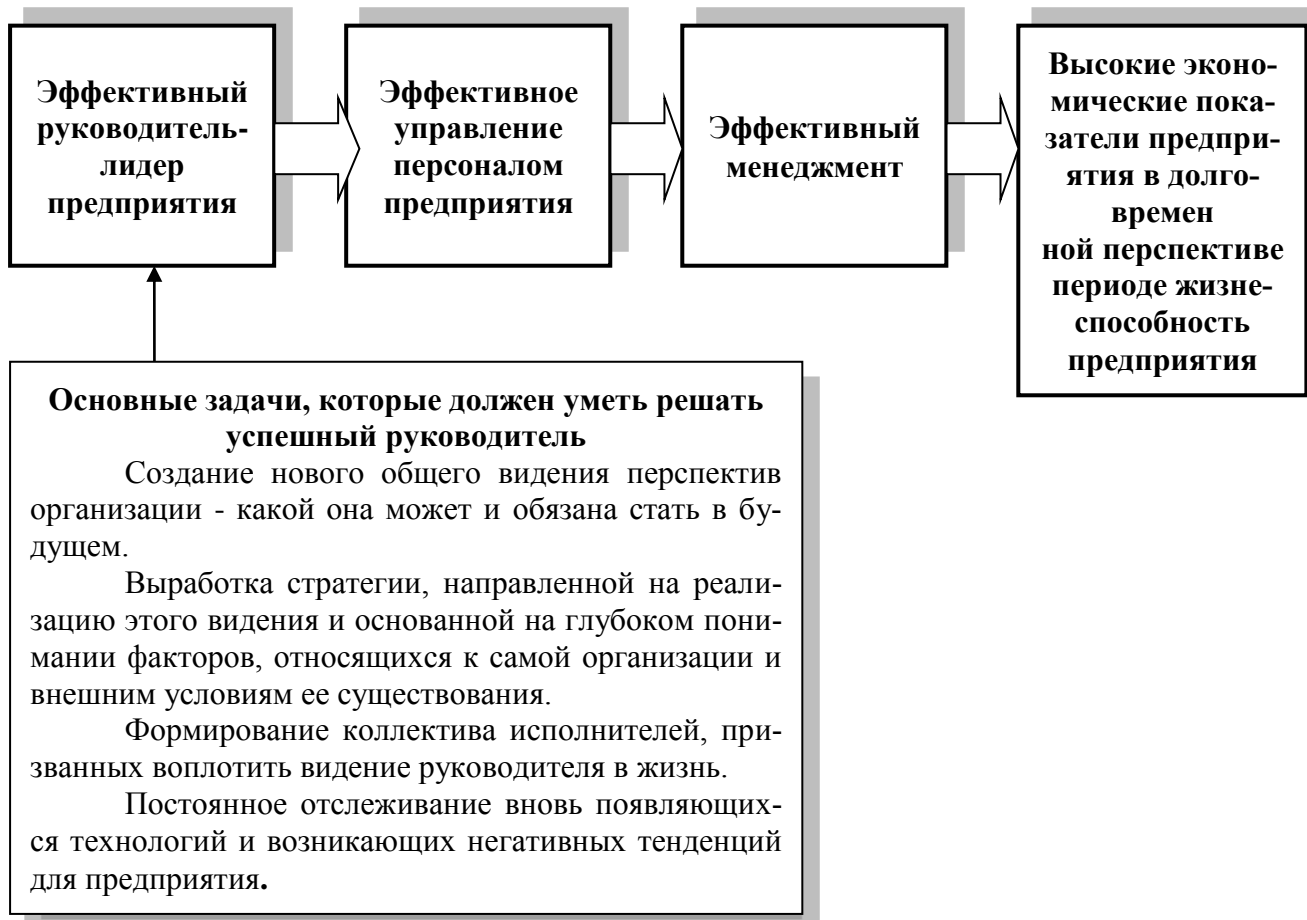 Эффективный
руководитель-
лидер
предприятия
Эффективное
управление
персоналом
предприятия
Эффективный
менеджмент
Высокие эконо-
мические пока-
затели предпри-
ятия в долго-
времен
ной перспективе
периоде жизне-
способность
предприятия
Основные задачи, которые должен уметь решать
успешный руководитель
Создание нового общего видения перспектив
организации - какой она может и обязана стать в бу-
дущем.
Выработка стратегии, направленной на реали-
зацию этого видения и основанной на глубоком пони-
мании факторов, относящихся к самой организации и
внешним условиям ее существования.
Формирование коллектива исполнителей, при-
званных воплотить видение руководителя в жизнь.
Постоянное отслеживание вновь появляющих-
ся технологий и возникающих негативных тенденций
для предприятия.